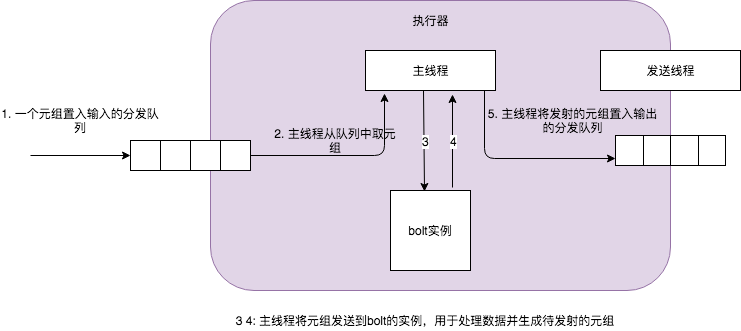 执行器
主线程
发送线程
1. 一个元组置入输入的分发队
列
2. 主线程从队列中取元
组
3
4
5. 主线程将发射的元组置入输出
的分发队列
bolt实例
3 4: 主线程将元组发送到bolt的实例，用于处理数据并生成待发射的元组